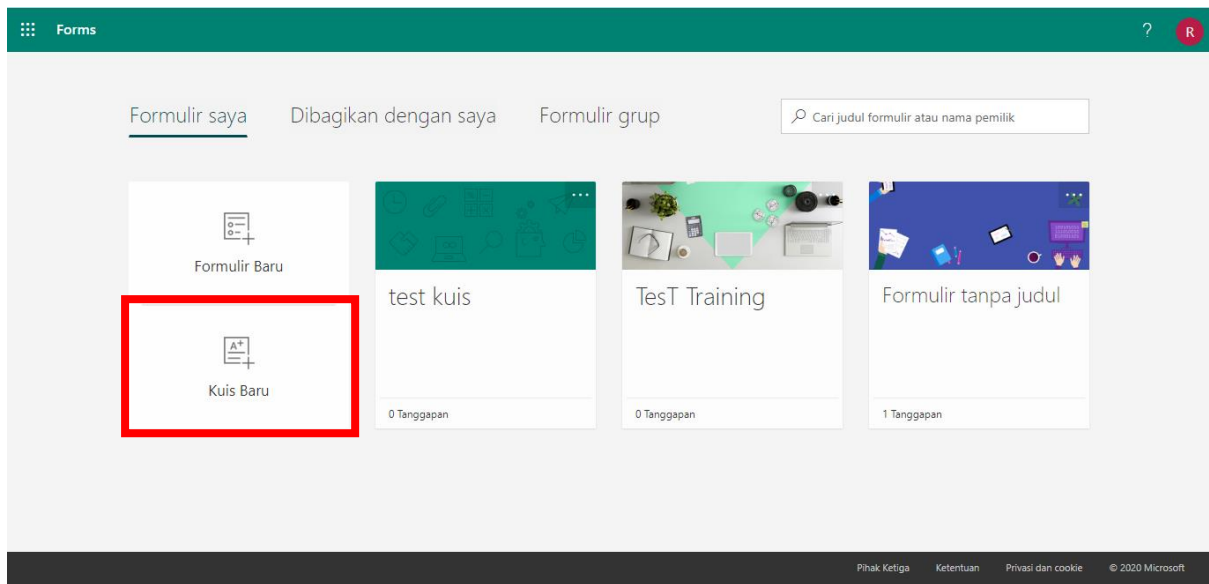 Forms
?
R
Formulir saya
Dibagikan dengan saya
Formulir grup
Cari judul formulir atau nama pemilik
Formulir Baru
A+
Kuis Baru
test kuis
0 Tanggapan
TesT Training
0 Tanggapan
Formulir tanpa judul
1 Tanggapan
Pihak Ketiga
Ketentuan
Privasi dan cookie
© 2020 Microsoft